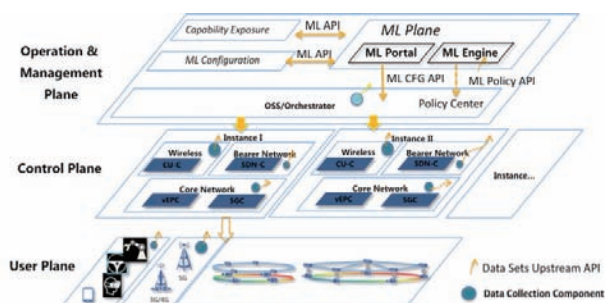 Capability Exposure
ML API
ML Plane
Operation &
Management
Plane
ML Configuration
ML API
ML Portal
ML Engine
ML CFG API
ML Policy API
OSS/Orchestrator
Policy Center
Control Plane
Instance I
Wireless
Bearer Network
CU-C
SDN-C
Core Network
vEPC
5GC
Instance II
Wireless
Bearer Network
CU-C
SDN-C
Core Network
vEPC
5GC
Instance...
User Plane
3G/4G
5G
Data Sets Upstream API
Data Collection Component